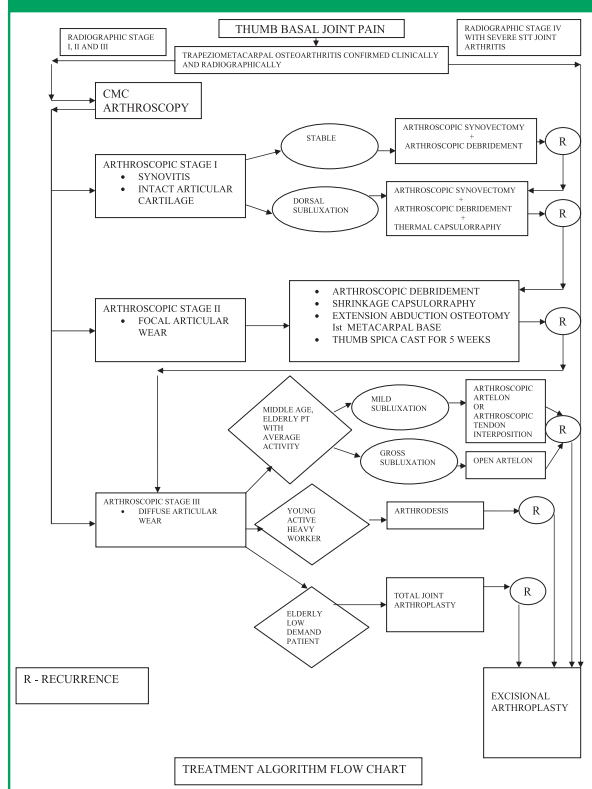 RADIOGRAPHIC STAGE
I, II AND III
THUMB BASAL JOINT PAIN
RADIOGRAPHIC STAGE IV
WITH SEVERE STT JOINT
ARTHRITIS
TRAPEZIOMETACARPAL OSTEOARTHRITIS CONFIRMED CLINICALLY
AND RADIOGRAPHICALLY
CMC
ARTHROSCOPY
ARTHROSCOPIC STAGE I
• SYNOVITIS
• INTACT ARTICULAR
CARTILAGE
STABLE
ARTHROSCOPIC SYNOVECTOMY
+
ARTHROSCOPIC DEBRIDEMENT
R
DORSAL
SUBLUXATION
ARTHROSCOPIC SYNOVECTOMY
+
ARTHROSCOPIC DEBRIDEMENT
+
THERMAL CAPSULORRAPHY
R
ARTHROSCOPIC STAGE II
• FOCAL ARTICULAR
WEAR
• ARTHROSCOPIC DEBRIDEMENT
• SHRINKAGE CAPSULORRAPHY
• EXTENSION ABDUCTION OSTEOTOMY
Ist METACARPAL BASE
• THUMB SPICA CAST FOR 5 WEEKS
R
ARTHROSCOPIC STAGE III
• DIFFUSE ARTICULAR
WEAR
MIDDLE AGE,
ELDERLY PT
WITH
AVERAGE
ACTIVITY
MILD
SUBLUXATION
ARTHROSCOPIC
ARTELON
OR
ARTHROSCOPIC
TENDON
INTERPOSITION
R
GROSS
SUBLUXATION
OPEN ARTELON
YOUNG
ACTIVE
HEAVY
WORKER
ARTHRODESIS
R
ELDERLY
LOW
DEMAND
PATIENT
TOTAL JOINT
ARTHROPLASTY
R
R - RECURRENCE
EXCISIONAL
ARTHROPLASTY
TREATMENT ALGORITHM FLOW CHART